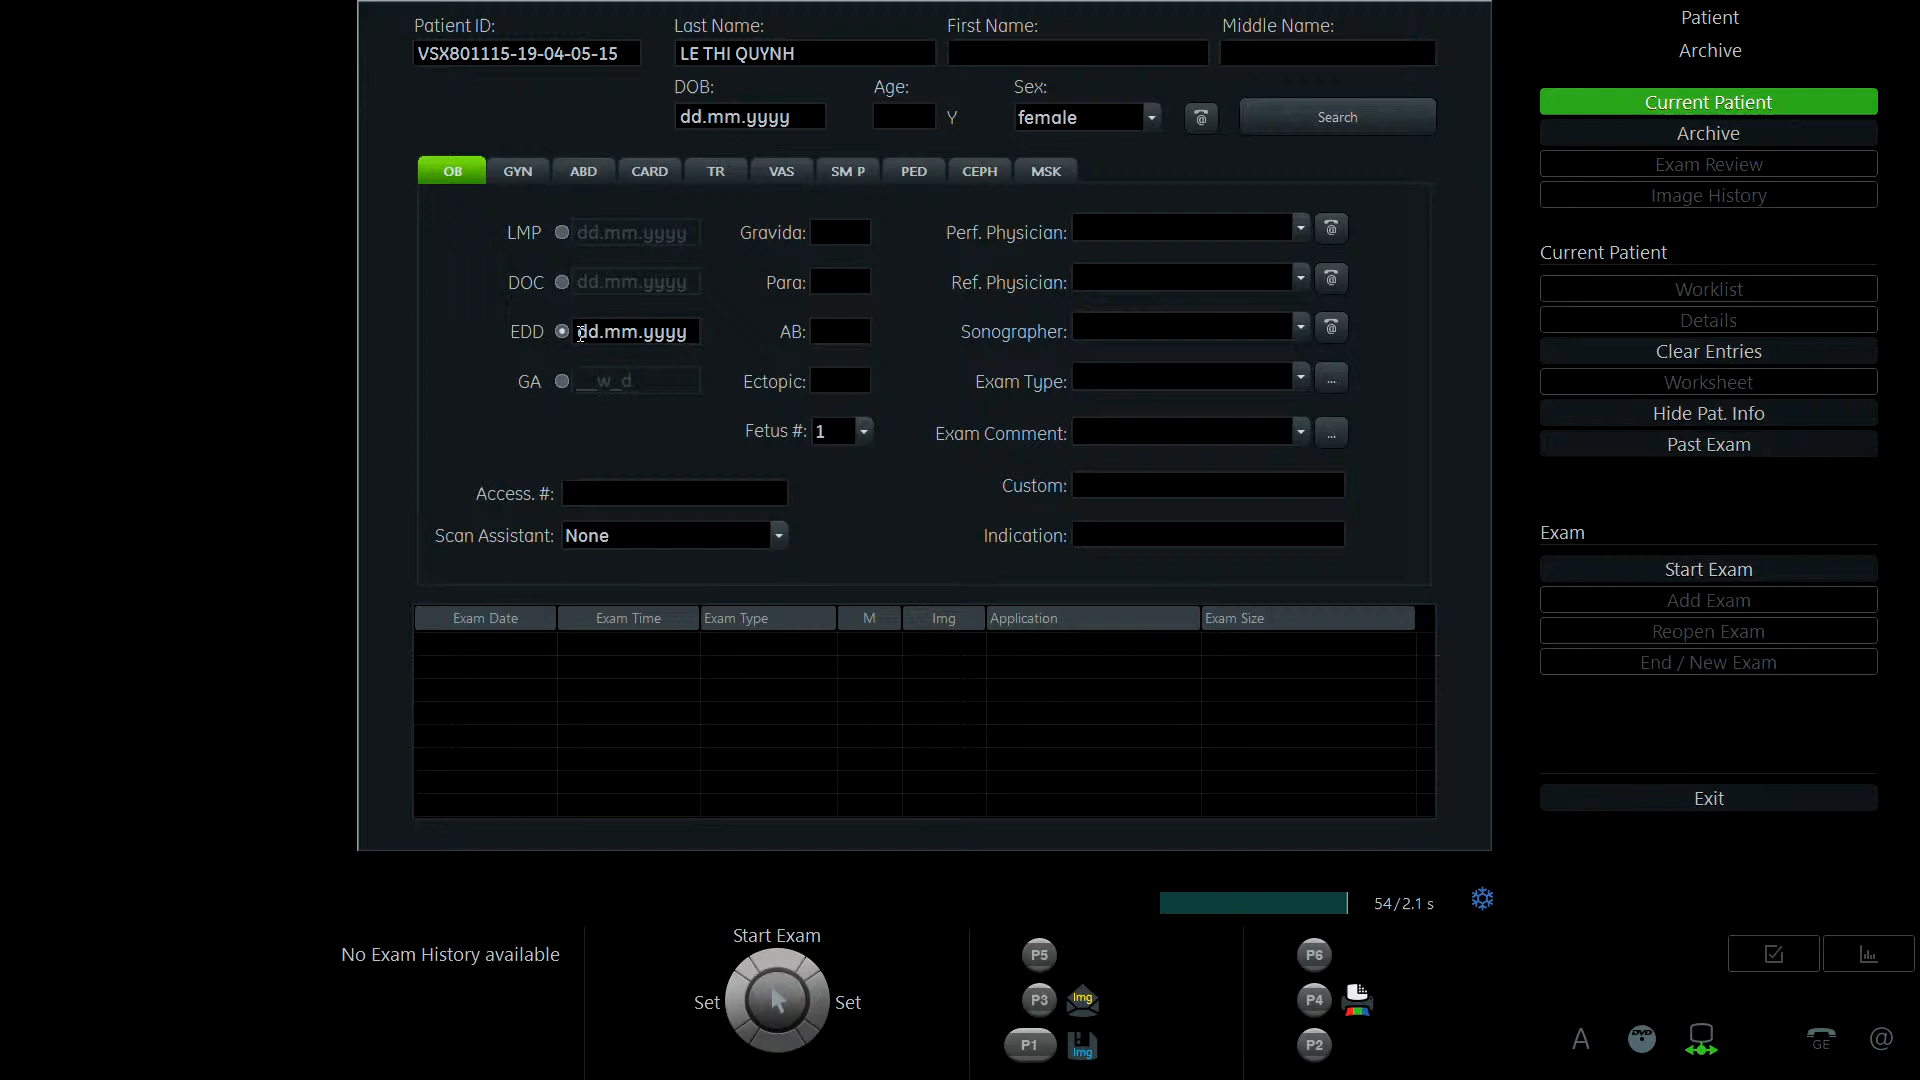 Patient ID: Last Name: First Name: Middle Name:
VSX801115-19-04-05-15 LE THI QUYNH
DOB: Age: Sex:
dd.mm.yyyy Y female @ Search
OB GYN ABD CARD TR VAS SM P PED CEPH MSK
LMP dd.mm.yyyy Gravida: Perf. Physician: @
DOC dd.mm.yyyy Para: Ref. Physician: @
EDD dd.mm.yyyy AB: Sonographer: @
GA __w_d Ectopic: Exam Type: ...
Fetus #: 1 Exam Comment: ...
Access. #: Custom:
Scan Assistant: None Indication:
Exam Date Exam Time Exam Type M Img Application Exam Size
54/2.1 s
No Exam History available
Start Exam
Set Set
P5
P3 Img
P1 Img
P6
P4
P2
Patient
Archive
Current Patient
Archive
Exam Review
Image History
Current Patient
Worklist
Details
Clear Entries
Worksheet
Hide Pat. Info
Past Exam
Exam
Start Exam
Add Exam
Reopen Exam
End / New Exam
Exit
A DVD GE @